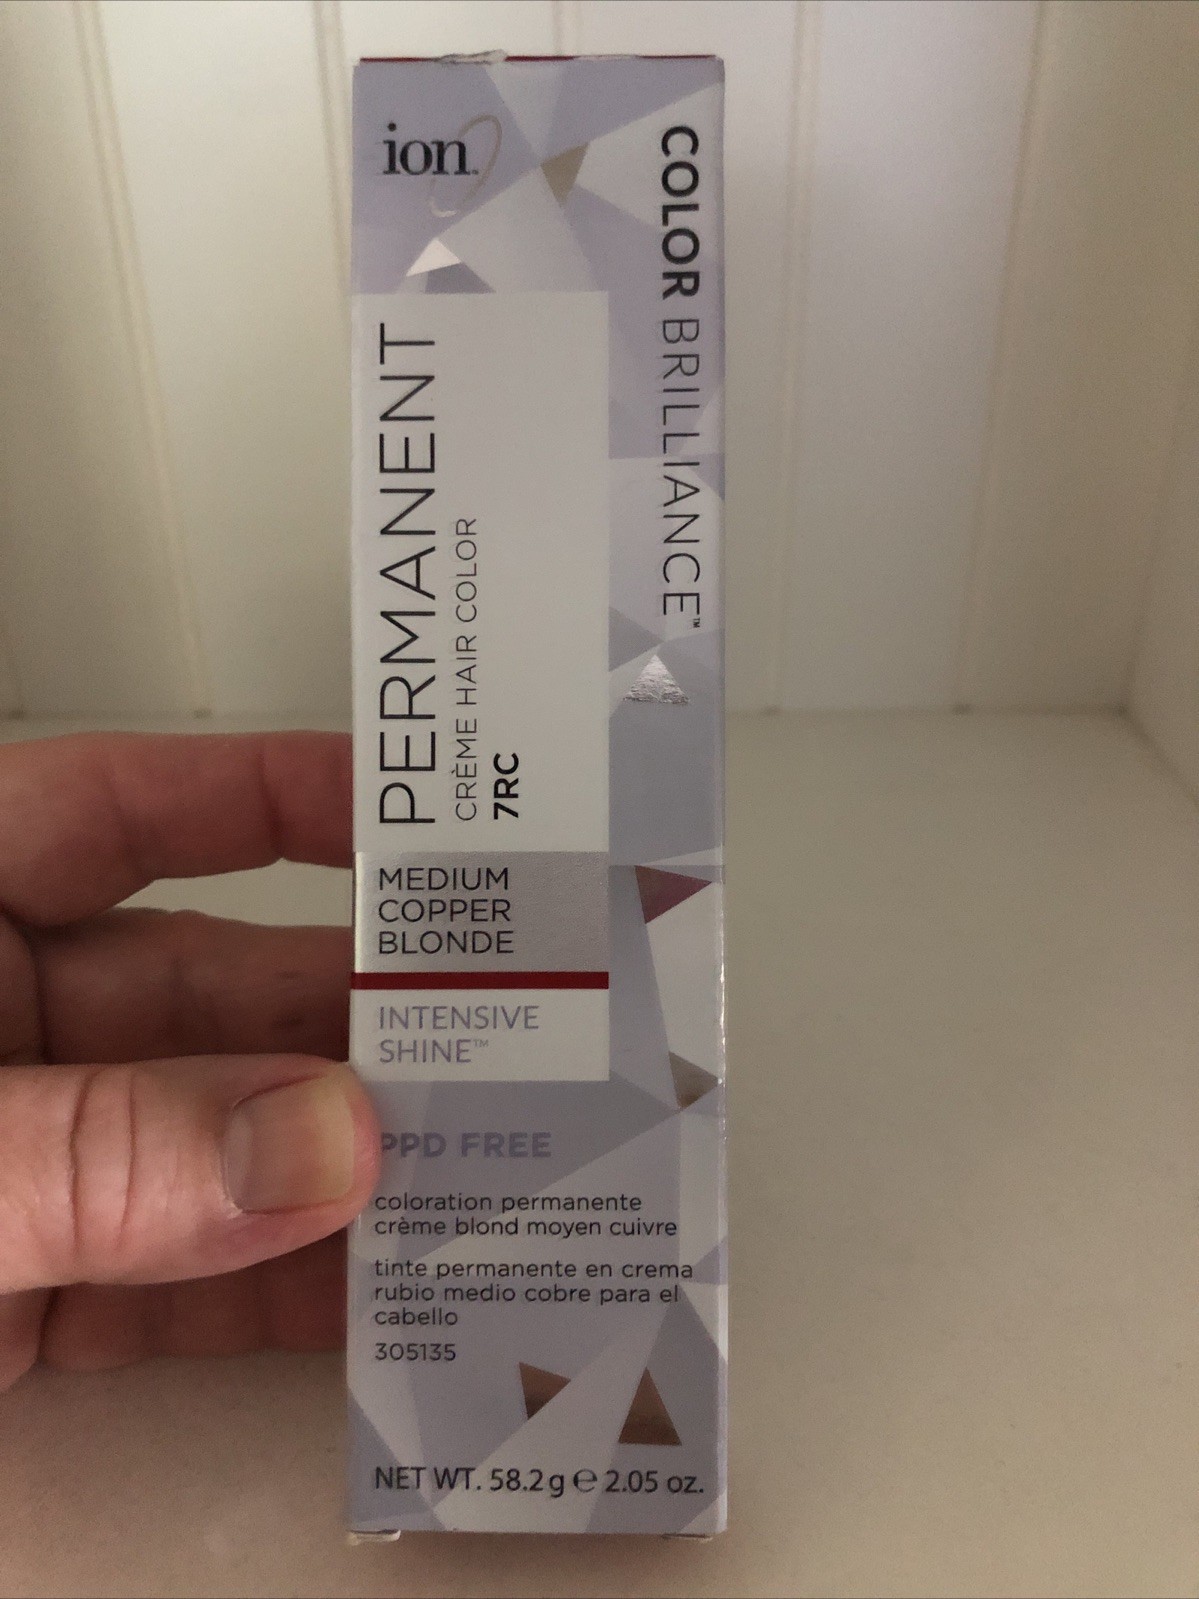 ion™
COLOR BRILLIANCE™
PERMANENT
CRÈME HAIR COLOR
7RC
MEDIUM
COPPER
BLONDE
INTENSIVE
SHINE™
PPD FREE
coloration permanente
crème blond moyen cuivre
tinte permanente en crema
rubio medio cobre para el
cabello
305135
NET WT. 58.2g ℮ 2.05 oz.